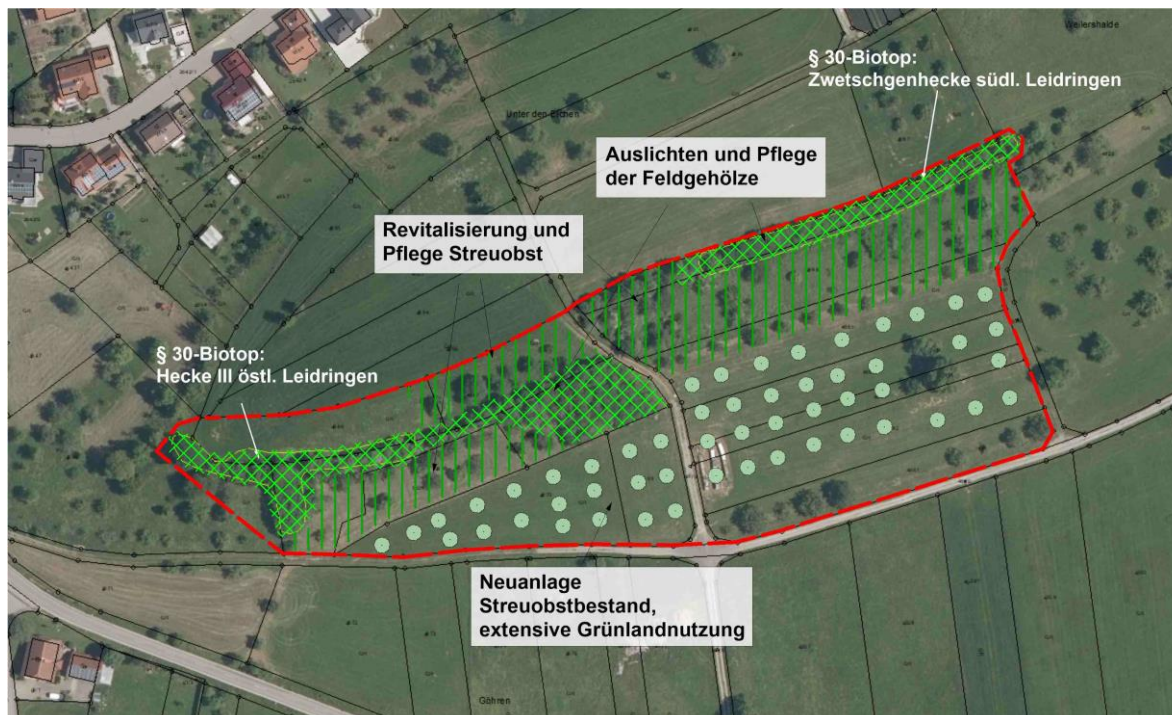 Weilershalde
§ 30-Biotop:
Zwetschgenhecke südl. Leidringen
Unter den Eichen
Auslichten und Pflege
der Feldgehölze
Revitalisierung und
Pflege Streuobst
§ 30-Biotop:
Hecke III östl. Leidringen
Neuanlage
Streuobstbestand,
extensive Grünlandnutzung
Göhren